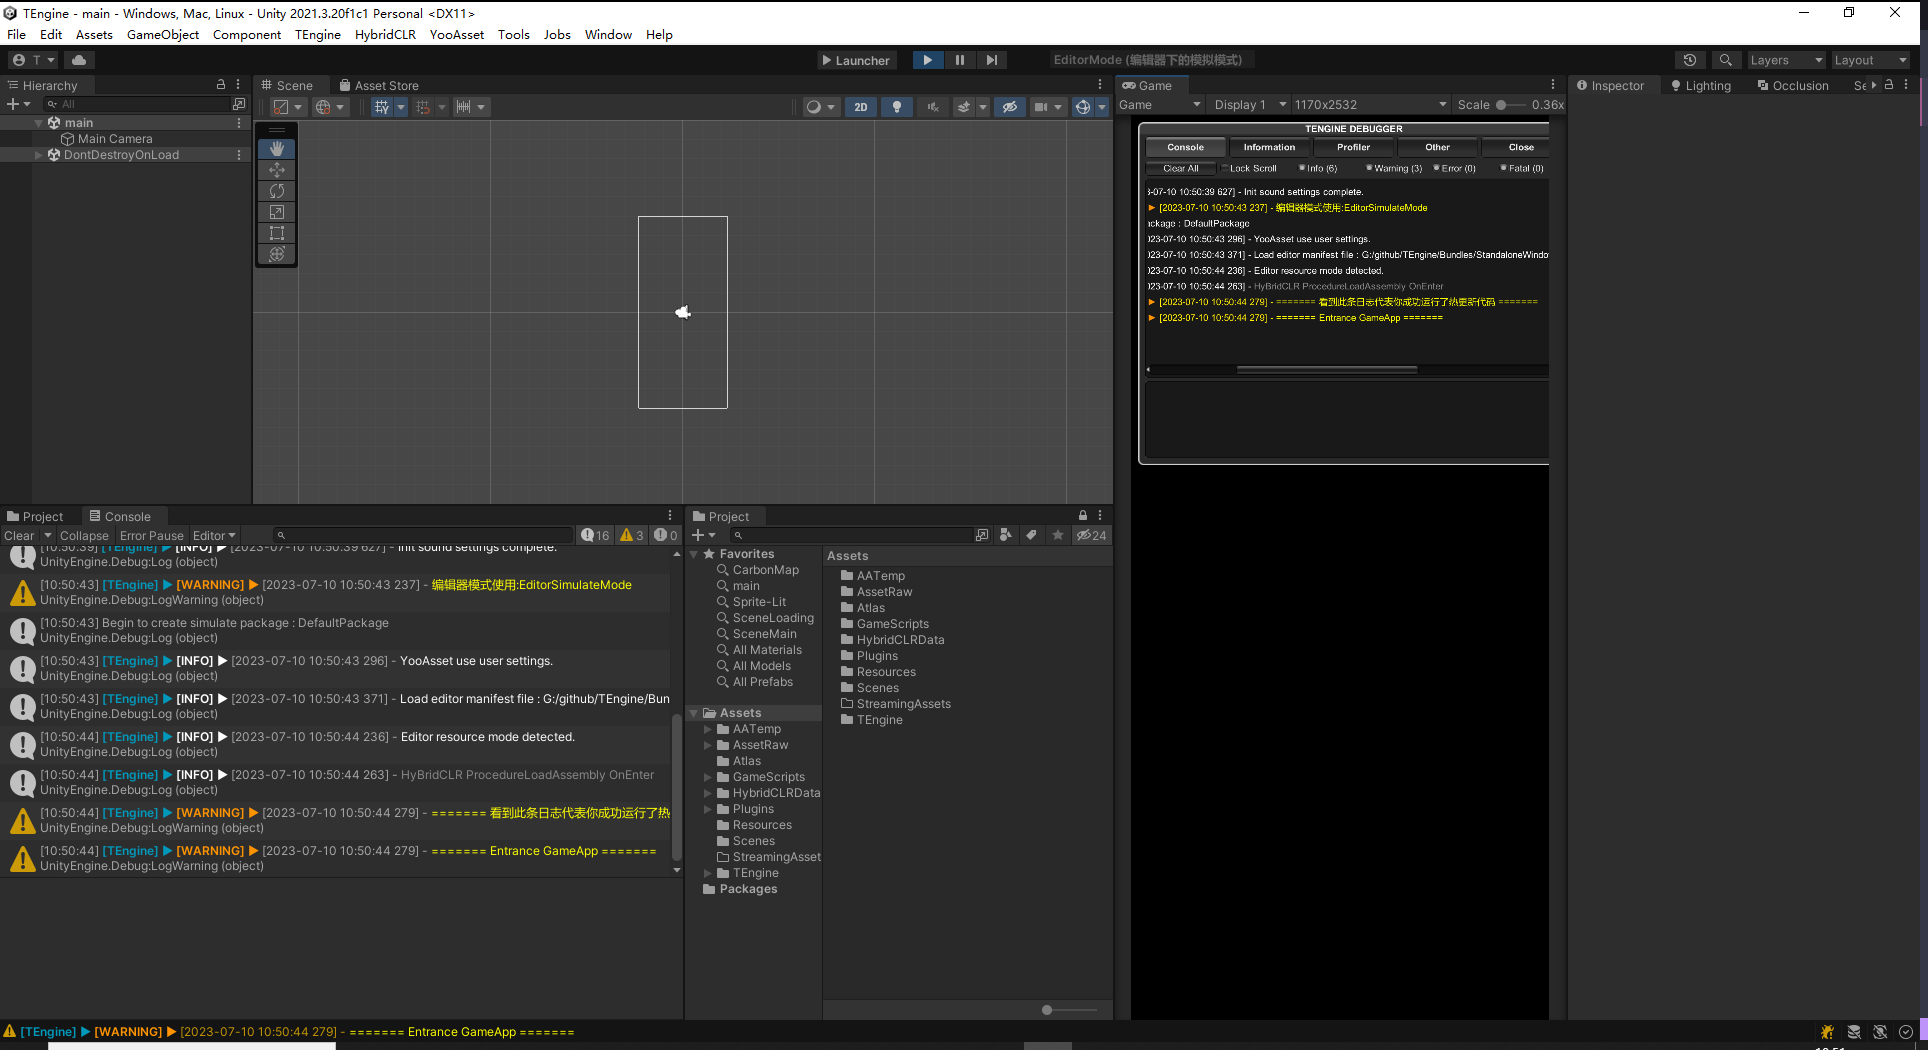 TEngine - main - Windows, Mac, Linux - Unity 2021.3.20f1c1 Personal <DX11>
File Edit Assets GameObject Component TEngine HybridCLR YooAsset Tools Jobs Window Help
T Launcher EditorMode (编辑器下的模拟模式) Layers Layout
Hierarchy
All
main
Main Camera
DontDestroyOnLoad
Scene Asset Store
2D
Game
Game Display 1 1170x2532 Scale 0.36x
TENGINE DEBUGGER
Console Information Profiler Other Close
Clear All Lock Scroll Info (6) Warning (3) Error (0) Fatal (0)
3-07-10 10:50:39 627] - Init sound settings complete.
[2023-07-10 10:50:43 237] - 编辑器模式使用:EditorSimulateMode
ackage : DefaultPackage
023-07-10 10:50:43 296] - YooAsset use user settings.
023-07-10 10:50:43 371] - Load editor manifest file : G:/github/TEngine/Bundles/StandaloneWindo
023-07-10 10:50:44 236] - Editor resource mode detected.
023-07-10 10:50:44 263] - HyBridCLR ProcedureLoadAssembly OnEnter
[2023-07-10 10:50:44 279] - ======= 看到此条日志代表你成功运行了热更新代码 =======
[2023-07-10 10:50:44 279] - ======= Entrance GameApp =======
Inspector Lighting Occlusion Se
Project Console
Clear Collapse Error Pause Editor 16 3 0
[10:50:39] [TEngine] ▶ [INFO] ▶ [2023-07-10 10:50:39 627] - Init sound settings complete.
UnityEngine.Debug:Log (object)
[10:50:43] [TEngine] ▶ [WARNING] ▶ [2023-07-10 10:50:43 237] - 编辑器模式使用:EditorSimulateMode
UnityEngine.Debug:LogWarning (object)
[10:50:43] Begin to create simulate package : DefaultPackage
UnityEngine.Debug:Log (object)
[10:50:43] [TEngine] ▶ [INFO] ▶ [2023-07-10 10:50:43 296] - YooAsset use user settings.
UnityEngine.Debug:Log (object)
[10:50:43] [TEngine] ▶ [INFO] ▶ [2023-07-10 10:50:43 371] - Load editor manifest file : G:/github/TEngine/Bun
UnityEngine.Debug:Log (object)
[10:50:44] [TEngine] ▶ [INFO] ▶ [2023-07-10 10:50:44 236] - Editor resource mode detected.
UnityEngine.Debug:Log (object)
[10:50:44] [TEngine] ▶ [INFO] ▶ [2023-07-10 10:50:44 263] - HyBridCLR ProcedureLoadAssembly OnEnter
UnityEngine.Debug:Log (object)
[10:50:44] [TEngine] ▶ [WARNING] ▶ [2023-07-10 10:50:44 279] - ======= 看到此条日志代表你成功运行了热
UnityEngine.Debug:LogWarning (object)
[10:50:44] [TEngine] ▶ [WARNING] ▶ [2023-07-10 10:50:44 279] - ======= Entrance GameApp =======
UnityEngine.Debug:LogWarning (object)
Project
24
Favorites
CarbonMap
main
Sprite-Lit
SceneLoading
SceneMain
All Materials
All Models
All Prefabs
Assets
AATemp
AssetRaw
Atlas
GameScripts
HybridCLRData
Plugins
Resources
Scenes
StreamingAsset
TEngine
Packages
Assets
AATemp
AssetRaw
Atlas
GameScripts
HybridCLRData
Plugins
Resources
Scenes
StreamingAssets
TEngine
[TEngine] ▶ [WARNING] ▶ [2023-07-10 10:50:44 279] - ======= Entrance GameApp =======